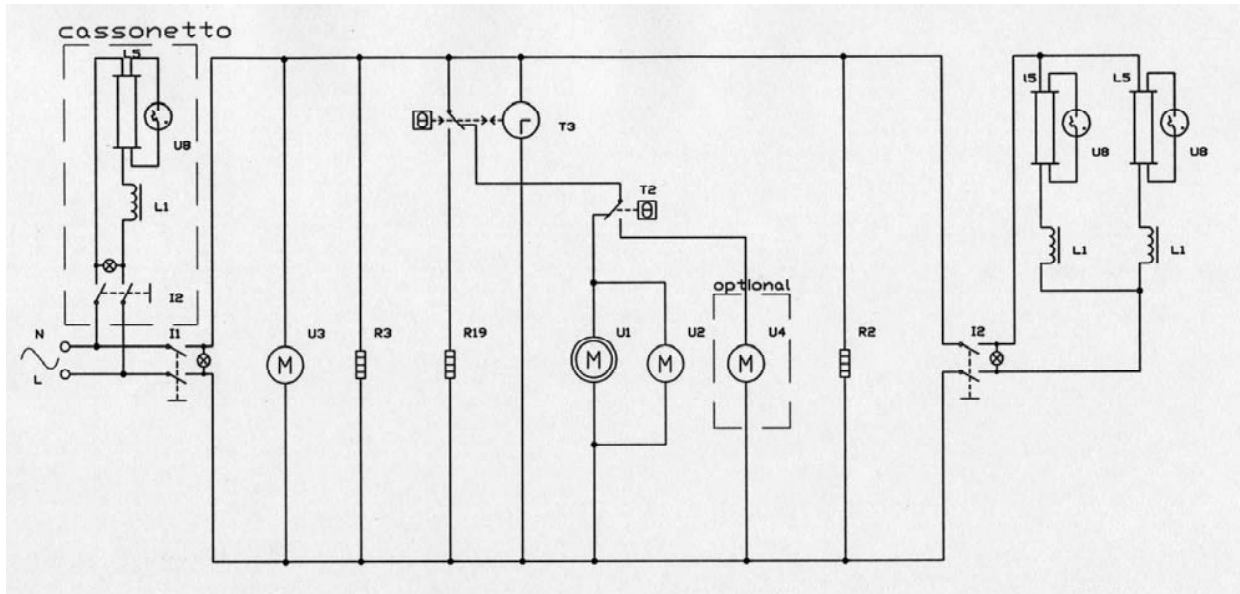 cassonetto
L5
U8
L1
I2
N
I1
L
U3
R3
R19
T3
T2
U1
U2
optional
U4
R2
I2
l5
U8
L5
U8
L1
L1
M
M
M
M